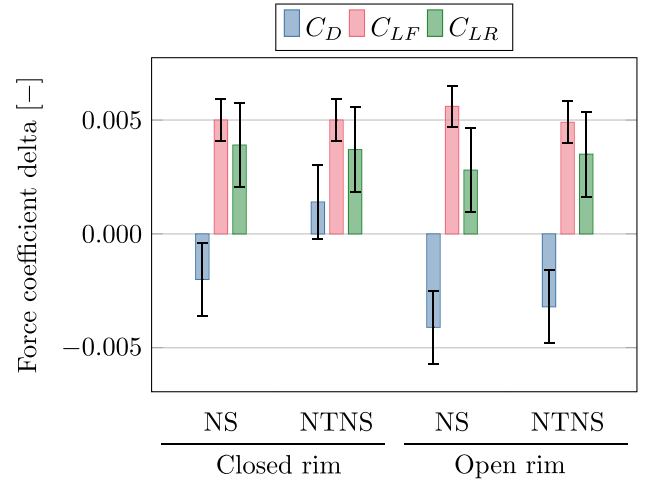 C_D C_LF C_LR
Force coefficient delta [−]
0.005
0.000
−0.005
NS NTNS NS NTNS
Closed rim Open rim